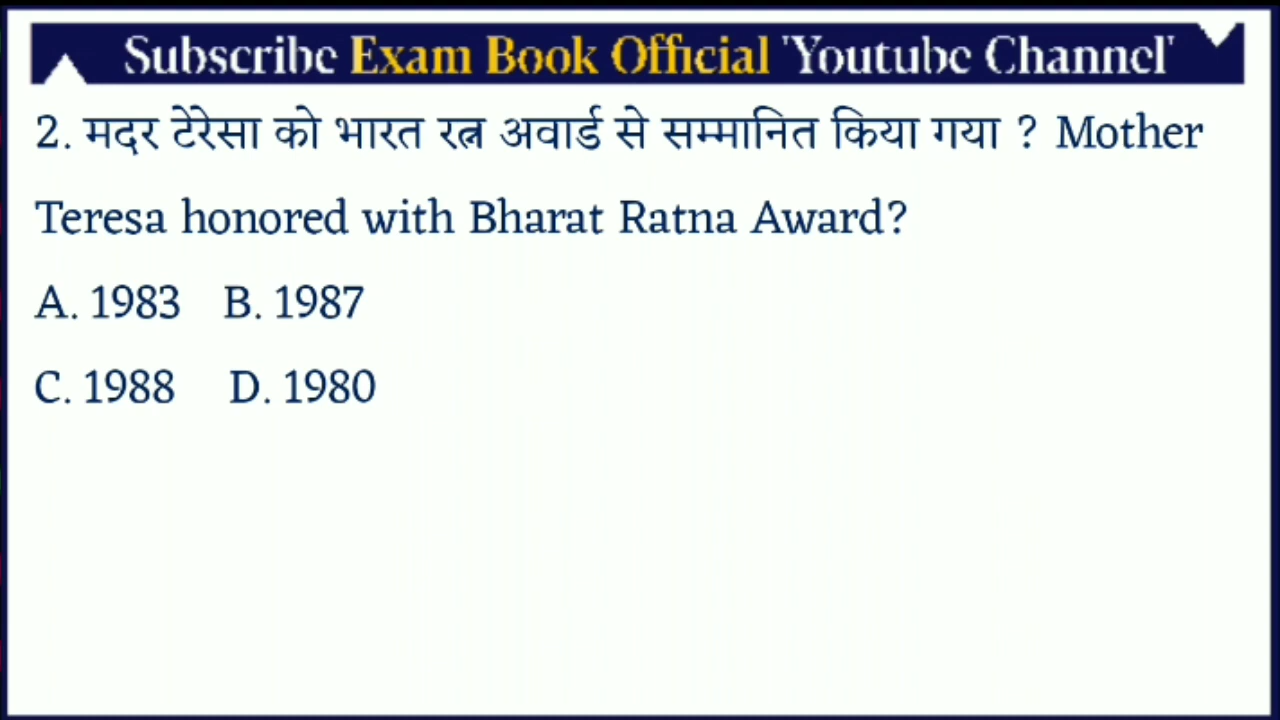 Subscribe Exam Book Official 'Youtube Channel'
2. मदर टेरेसा को भारत रत्न अवार्ड से सम्मानित किया गया ? Mother
Teresa honored with Bharat Ratna Award?
A. 1983 B. 1987
C. 1988 D. 1980